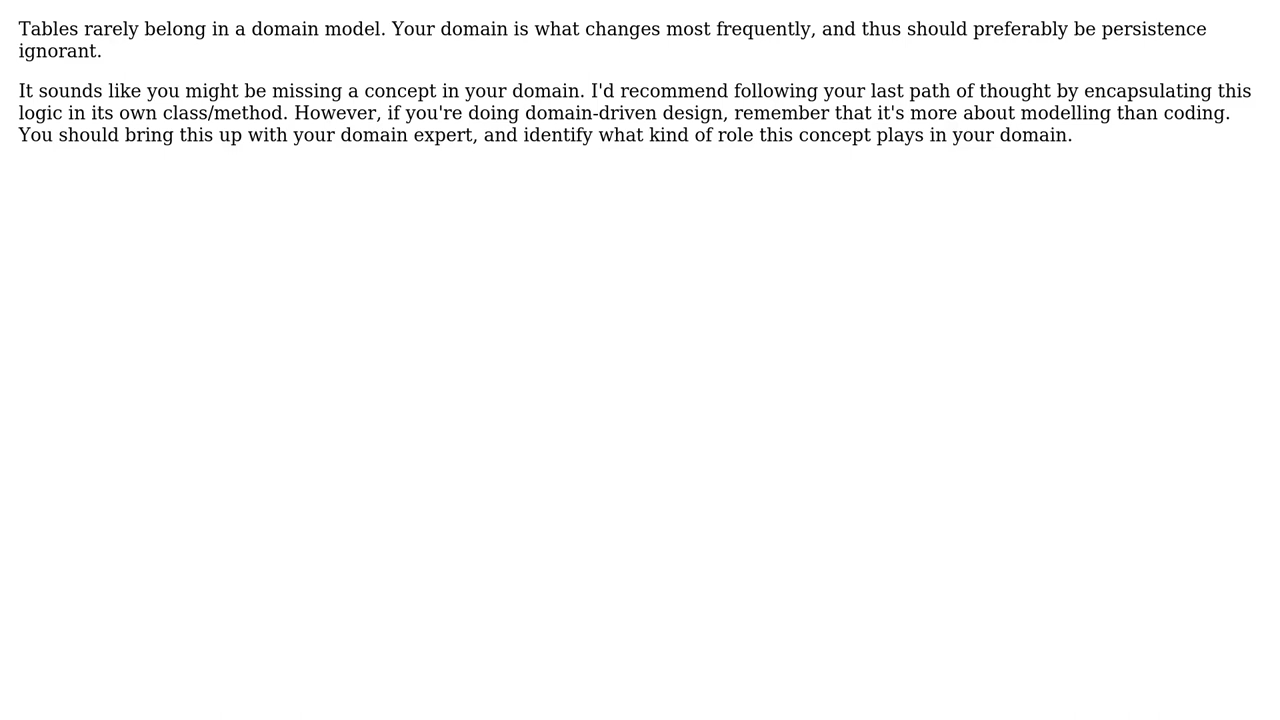 Tables rarely belong in a domain model. Your domain is what changes most frequently, and thus should preferably be persistence
ignorant.
It sounds like you might be missing a concept in your domain. I'd recommend following your last path of thought by encapsulating this
logic in its own class/method. However, if you're doing domain-driven design, remember that it's more about modelling than coding.
You should bring this up with your domain expert, and identify what kind of role this concept plays in your domain.